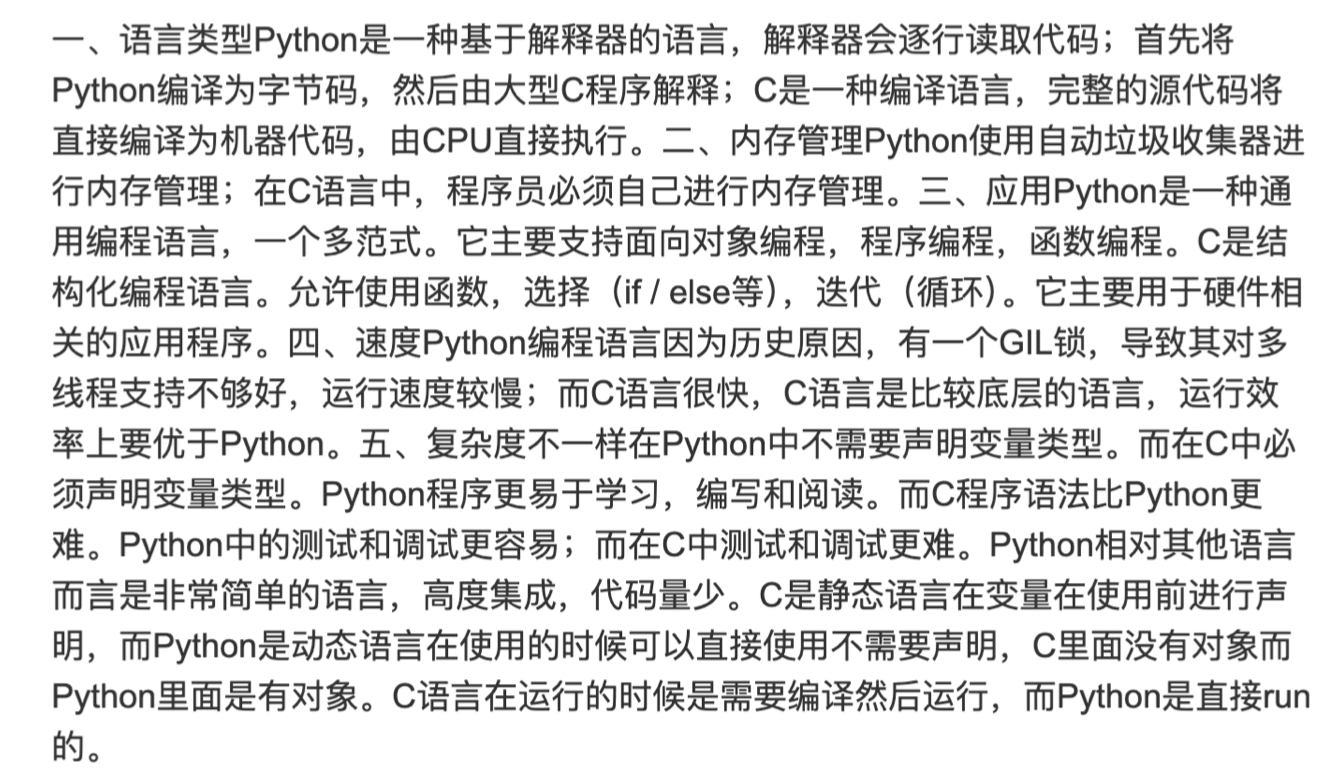 一、语言类型Python是一种基于解释器的语言，解释器会逐行读取代码；首先将
Python编译为字节码，然后由大型C程序解释；C是一种编译语言，完整的源代码将
直接编译为机器代码，由CPU直接执行。二、内存管理Python使用自动垃圾收集器进
行内存管理；在C语言中，程序员必须自己进行内存管理。三、应用Python是一种通
用编程语言，一个多范式。它主要支持面向对象编程，程序编程，函数编程。C是结
构化编程语言。允许使用函数，选择（if / else等），迭代（循环）。它主要用于硬件相
关的应用程序。四、速度Python编程语言因为历史原因，有一个GIL锁，导致其对多
线程支持不够好，运行速度较慢；而C语言很快，C语言是比较底层的语言，运行效
率上要优于Python。五、复杂度不一样在Python中不需要声明变量类型。而在C中必
须声明变量类型。Python程序更易于学习，编写和阅读。而C程序语法比Python更
难。Python中的测试和调试更容易；而在C中测试和调试更难。Python相对其他语言
而言是非常简单的语言，高度集成，代码量少。C是静态语言在变量在使用前进行声
明，而Python是动态语言在使用的时候可以直接使用不需要声明，C里面没有对象而
Python里面是有对象。C语言在运行的时候是需要编译然后运行，而Python是直接run
的。